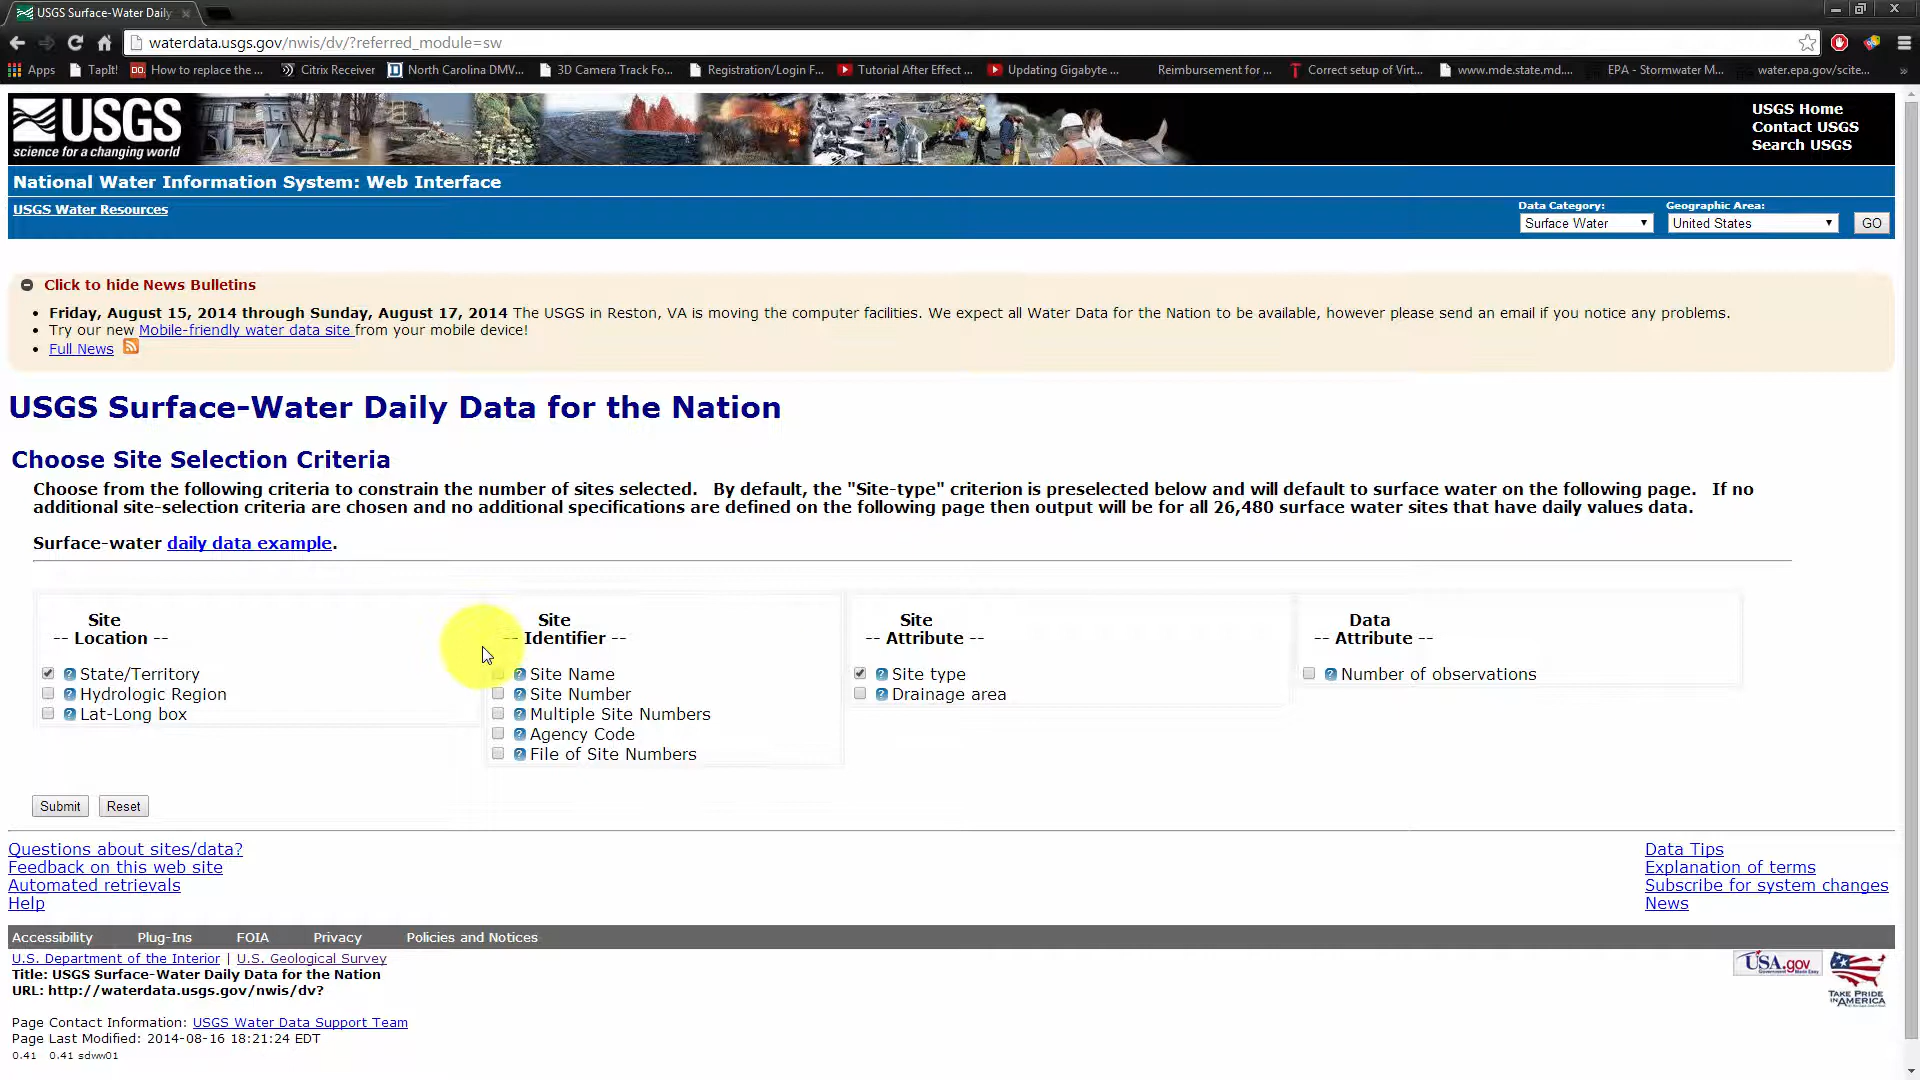 USGS Surface-Water Daily
waterdata.usgs.gov/nwis/dv/?referred_module=sw
Apps
TapIt!
How to replace the ...
Citrix Receiver
North Carolina DMV...
3D Camera Track Fo...
Registration/Login F...
Tutorial After Effect ...
Updating Gigabyte ...
Reimbursement for ...
Correct setup of Virt...
www.mde.state.md....
EPA - Stormwater M...
water.epa.gov/scite...
USGS
science for a changing world
USGS Home
Contact USGS
Search USGS
National Water Information System: Web Interface
USGS Water Resources
Data Category:
Surface Water
Geographic Area:
United States
GO
Click to hide News Bulletins
• Friday, August 15, 2014 through Sunday, August 17, 2014 The USGS in Reston, VA is moving the computer facilities. We expect all Water Data for the Nation to be available, however please send an email if you notice any problems.
• Try our new Mobile-friendly water data site from your mobile device!
• Full News
USGS Surface-Water Daily Data for the Nation
Choose Site Selection Criteria
Choose from the following criteria to constrain the number of sites selected. By default, the "Site-type" criterion is preselected below and will default to surface water on the following page. If no
additional site-selection criteria are chosen and no additional specifications are defined on the following page then output will be for all 26,480 surface water sites that have daily values data.
Surface-water daily data example.
Site
-- Location --
State/Territory
Hydrologic Region
Lat-Long box
Site
-- Identifier --
Site Name
Site Number
Multiple Site Numbers
Agency Code
File of Site Numbers
Site
-- Attribute --
Site type
Drainage area
Data
-- Attribute --
Number of observations
Submit
Reset
Questions about sites/data?
Feedback on this web site
Automated retrievals
Help
Data Tips
Explanation of terms
Subscribe for system changes
News
Accessibility
Plug-Ins
FOIA
Privacy
Policies and Notices
U.S. Department of the Interior | U.S. Geological Survey
Title: USGS Surface-Water Daily Data for the Nation
URL: http://waterdata.usgs.gov/nwis/dv?
USA.gov
TAKE PRIDE
IN AMERICA
Page Contact Information: USGS Water Data Support Team
Page Last Modified: 2014-08-16 18:21:24 EDT
0.41 0.41 sdww01